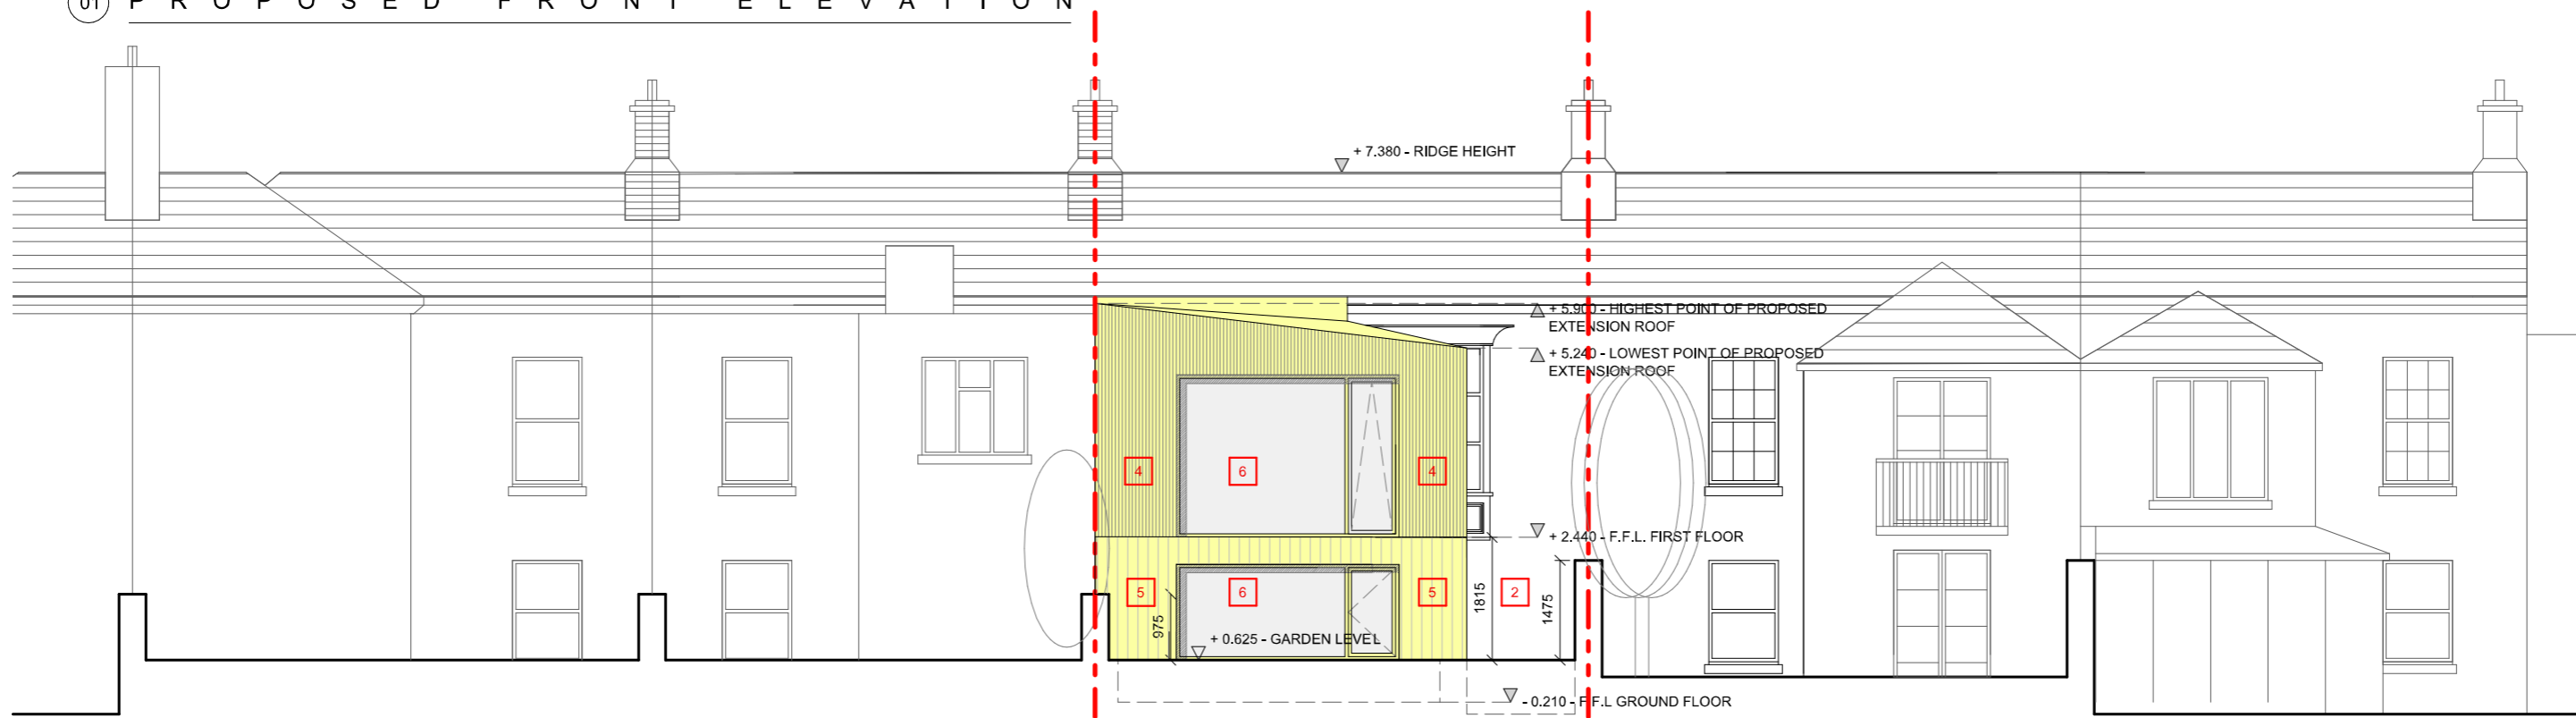 01 PROPOSED FRONT ELEVATION
+ 7.380 - RIDGE HEIGHT
+ 5.900 - HIGHEST POINT OF PROPOSED
EXTENSION ROOF
+ 5.240 - LOWEST POINT OF PROPOSED
EXTENSION ROOF
4
6
4
+ 2.440 - F.F.L. FIRST FLOOR
5
6
5
2
975
1815
1475
+ 0.625 - GARDEN LEVEL
- 0.210 - F.F.L GROUND FLOOR